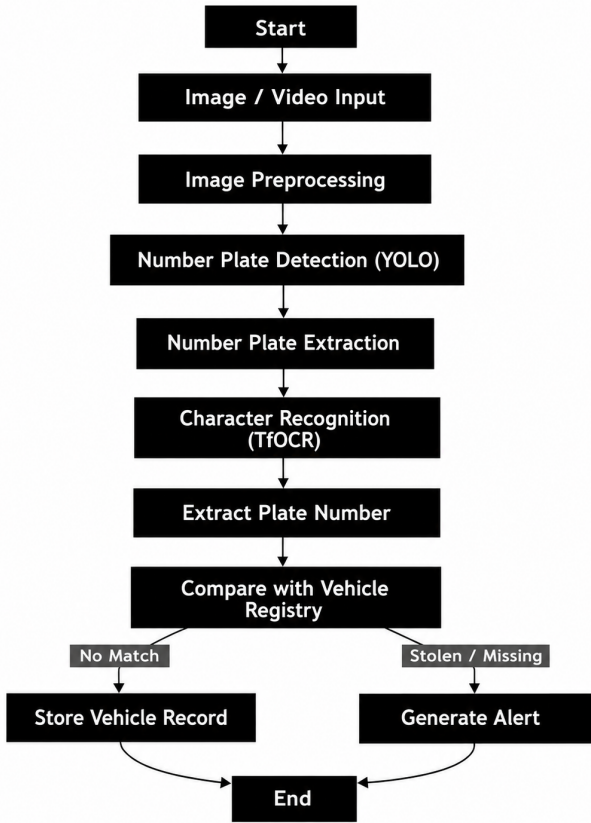 Start
Image / Video Input
Image Preprocessing
Number Plate Detection (YOLO)
Number Plate Extraction
Character Recognition
(TfOCR)
Extract Plate Number
Compare with Vehicle
Registry
No Match
Stolen / Missing
Store Vehicle Record
Generate Alert
End